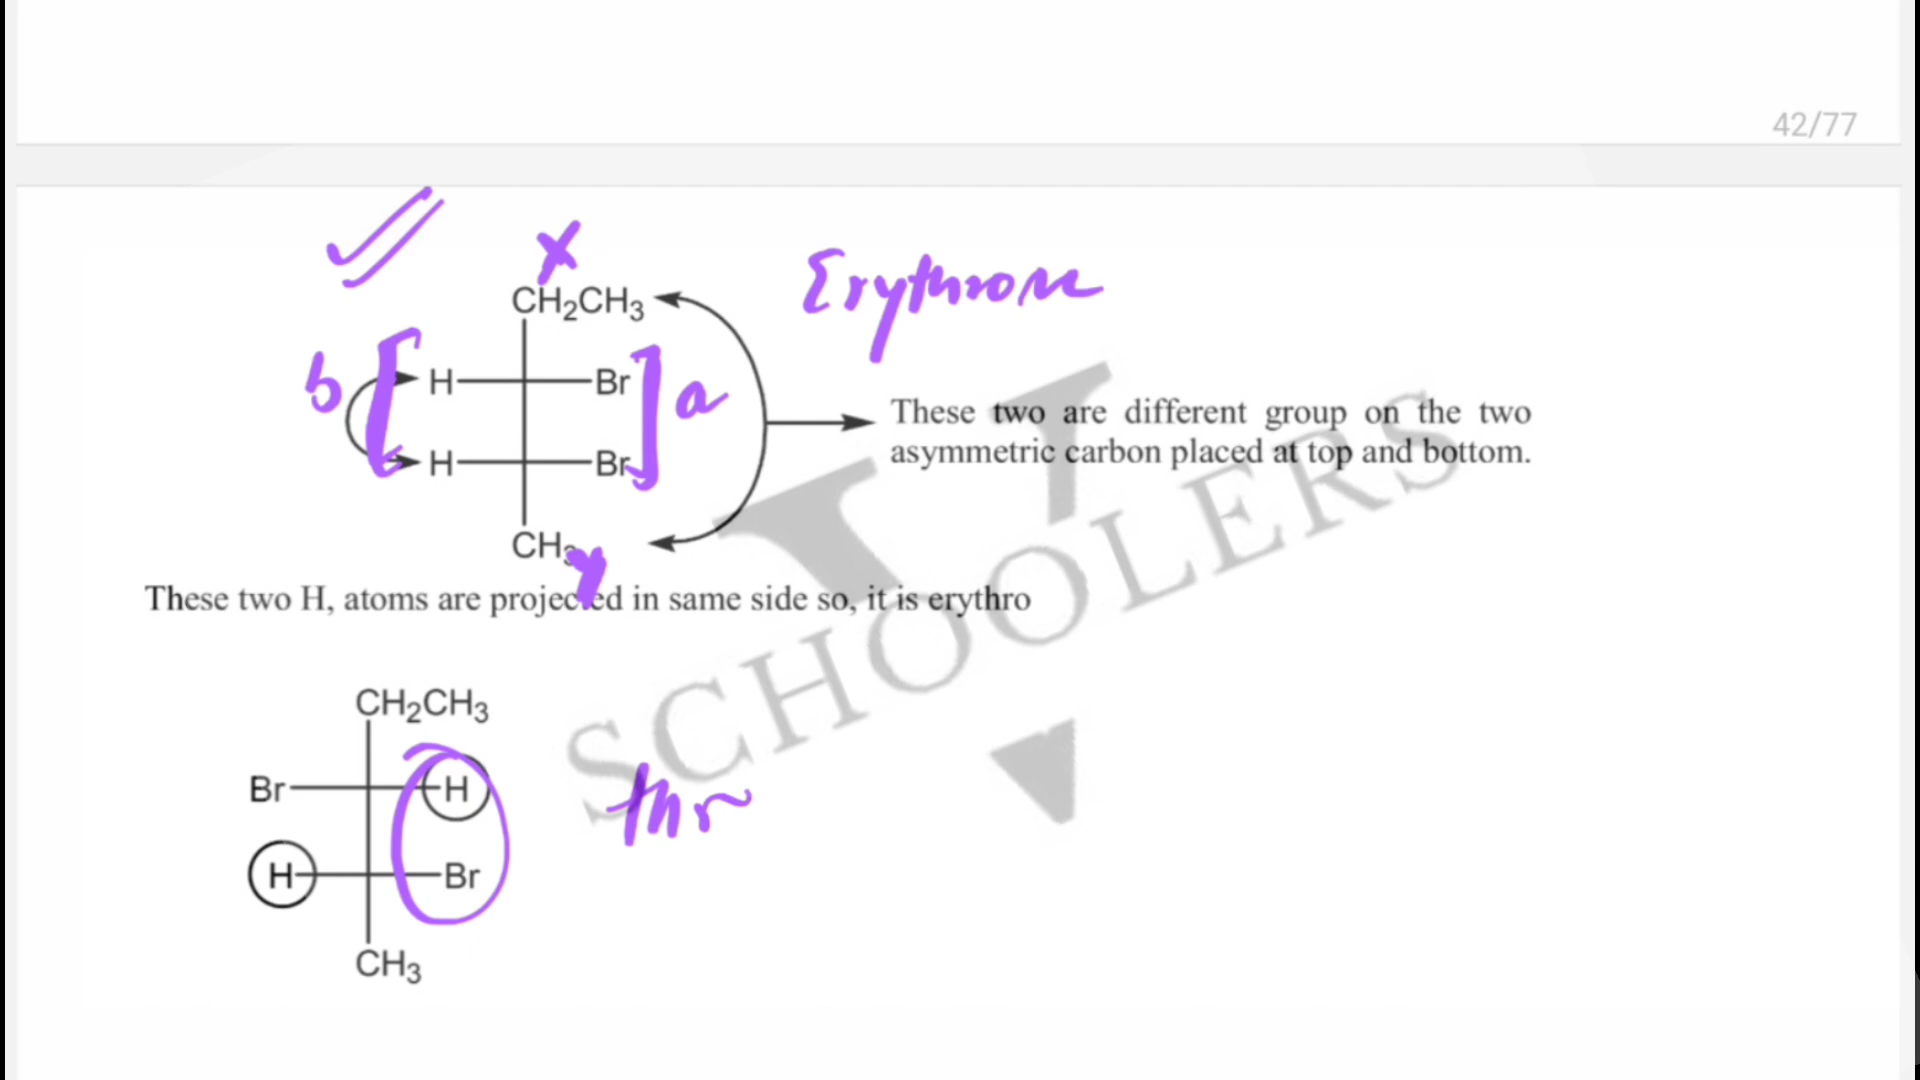 42/77
x
Erythrose
CH2CH3
b H Br a
These two are different group on the two
H Br
asymmetric carbon placed at top and bottom.
CH3 y
These two H, atoms are projected in same side so, it is erythro
SCHOOLERS
CH2CH3
Br H
thr
H Br
CH3